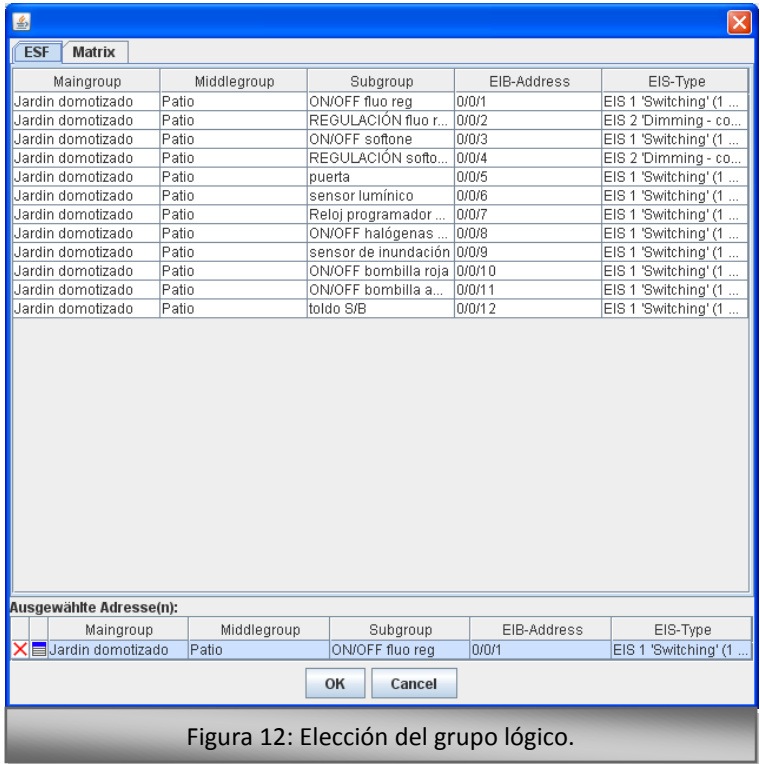 ESF Matrix
Maingroup Middlegroup Subgroup EIB-Address EIS-Type
Jardin domotizado Patio ON/OFF fluo reg 0/0/1 EIS 1 'Switching' (1 ...
Jardin domotizado Patio REGULACIÓN fluo r... 0/0/2 EIS 2 'Dimming - co...
Jardin domotizado Patio ON/OFF softone 0/0/3 EIS 1 'Switching' (1 ...
Jardin domotizado Patio REGULACIÓN softo... 0/0/4 EIS 2 'Dimming - co...
Jardin domotizado Patio puerta 0/0/5 EIS 1 'Switching' (1 ...
Jardin domotizado Patio sensor lumínico 0/0/6 EIS 1 'Switching' (1 ...
Jardin domotizado Patio Reloj programador ... 0/0/7 EIS 1 'Switching' (1 ...
Jardin domotizado Patio ON/OFF halógenas ... 0/0/8 EIS 1 'Switching' (1 ...
Jardin domotizado Patio sensor de inundación 0/0/9 EIS 1 'Switching' (1 ...
Jardin domotizado Patio ON/OFF bombilla roja 0/0/10 EIS 1 'Switching' (1 ...
Jardin domotizado Patio ON/OFF bombilla a... 0/0/11 EIS 1 'Switching' (1 ...
Jardin domotizado Patio toldo S/B 0/0/12 EIS 1 'Switching' (1 ...
Ausgewählte Adresse(n):
Maingroup Middlegroup Subgroup EIB-Address EIS-Type
Jardin domotizado Patio ON/OFF fluo reg 0/0/1 EIS 1 'Switching' (1 ...
OK Cancel
Figura 12: Elección del grupo lógico.